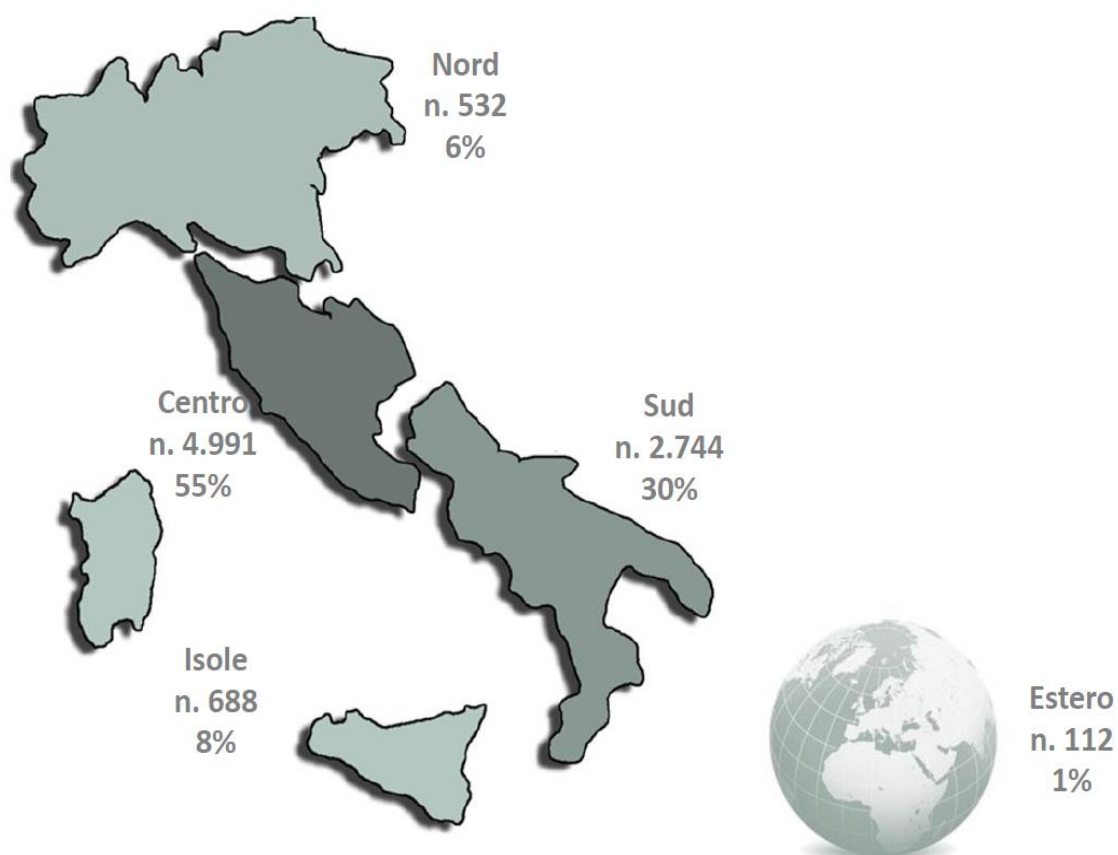 Nord
n. 532
6%
Centro
n. 4.991
55%
Sud
n. 2.744
30%
Isole
n. 688
8%
Estero
n. 112
1%